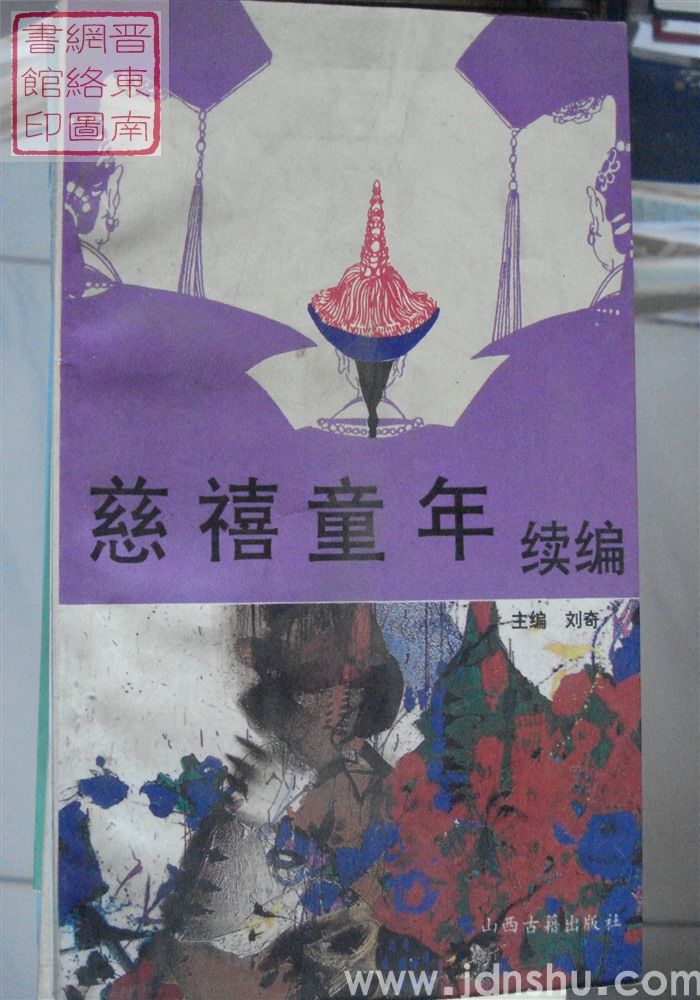 晋東南
網絡圖
書館印
慈禧童年
续编
主编 刘奇
山西古籍出版社
www.jdnshu.com